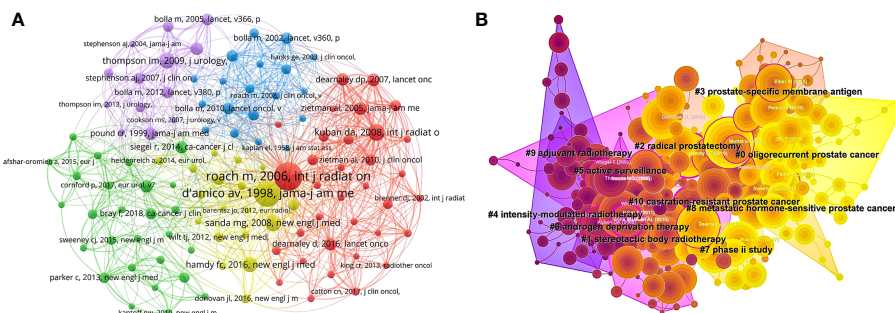 A
bolla m, 2005, lancet, v366, p
stephenson aj, 2004, jama-j am
thompson im, 2009, j urology,
bolla m, 2002, lancet, v360, p
hanks ge, 2003, j clin oncol,
stephenson aj, 2007, j clin on
bolla m, 2012, lancet, v380, p
roach m, 2008, j clin oncol, v
dearnaley dp, 2007, lancet onc
thompson im, 2013, j urology,
bolla m, 2010, lancet oncol, v
zietman al, 2005, jama-j am me
cookson ms, 2007, j urology, v
pound cr, 1999, jama-j am med
kuban da, 2008, int j radiat o
siegel r, 2014, ca-cancer j cl
kaplanel, 1958, j am stat ass
afshar-oromieh a, 2015, eur j
heidenreich a, 2014, eur urol,
zietman al, 2010, j clin oncol
roach m, 2006, int j radiat on
cornford p, 2017, eur urol, v7
d'amico av, 1998, jama-j am me
brenner dj, 2002, int j radiat
bray f, 2018, ca-cancer j clin
barentsz jo, 2012, eur radiol,
sanda mg, 2008, new engl j med
sweeney cj, 2015, new engl j m
wilt tj, 2012, new engl j med
dearnaley d, 2016, lancet onco
hamdy fc, 2016, new engl j med
king cr, 2013, radiother oncol
parker c, 2013, new engl j med
donovan jl, 2016, new engl j m
catton cn, 2017, j clin oncol,
B
#3 prostate-specific membrane antigen
#2 radical prostatectomy
#9 adjuvant radiotherapy
#0 oligorecurrent prostate cancer
#5 active surveillance
#10 castration-resistant prostate cancer
#8 metastatic hormone-sensitive prostate cancer
#4 intensity-modulated radiotherapy
#6 androgen deprivation therapy
#1 stereotactic body radiotherapy
#7 phase ii study